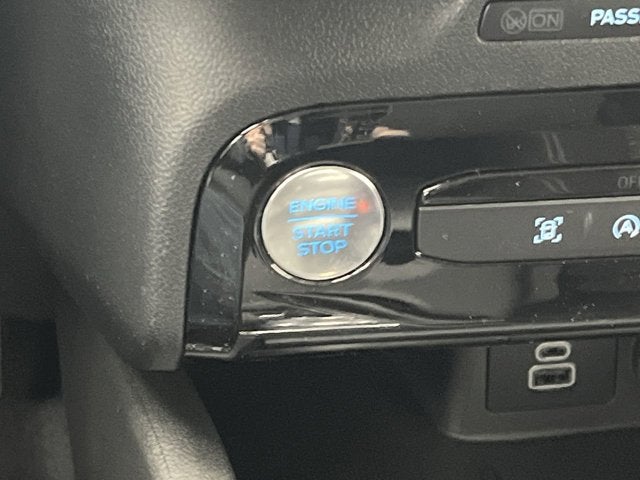 ON PASS
OFF
ENGINE
START
STOP
A